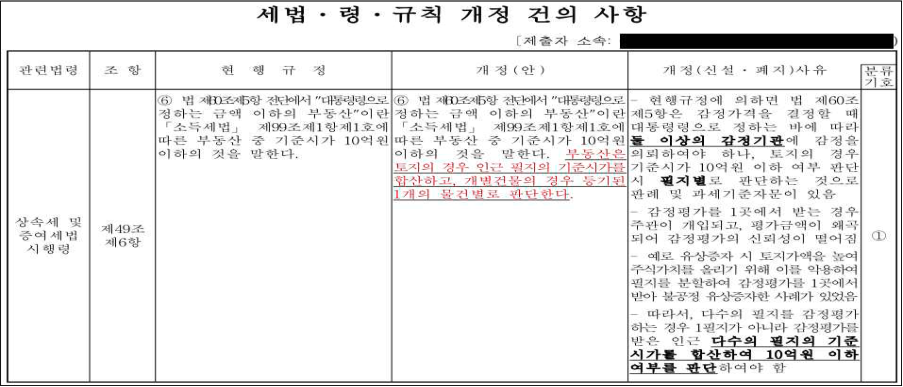 세법·령·규칙 개정 건의 사항
[제출자 소속:
)
관련법령
조 항
현 행 규 정
개 정 (안)
개정(신설·폐지)사유
분류
기호
상속세 및
증여세법
시행령
제49조
제6항
⑥ 법 제60조제5항 전단에서 "대통령령으로
정하는 금액 이하의 부동산"이란
「소득세법」 제99조제1항제1호에
따른 부동산 중 기준시가 10억원
이하의 것을 말한다.
⑥ 법 제60조제5항 전단에서 "대통령령으로
정하는 금액 이하의 부동산"이란
「소득세법」 제99조제1항제1호에
따른 부동산 중 기준시가 10억원
이하의 것을 말한다. 부동산은
토지의 경우 인근 필지의 기준시가를
합산하고, 개별건물의 경우 등기된
1개의 물건별로 판단한다.
- 현행규정에 의하면 법 제60조
제5항은 감정가격을 결정할 때
대통령령으로 정하는 바에 따라
둘 이상의 감정기관에 감정을
의뢰하여야 하나, 토지의 경우
기준시가 10억원 이하 여부 판단
시 필지별로 판단하는 것으로
판례 및 과세기준자문이 있음
- 감정평가를 1곳에서 받는 경우
주관이 개입되고, 평가금액이 왜곡
되어 감정평가의 신뢰성이 떨어짐
- 예로 유상증자 시 토지가액을 높여
주식가치를 올리기 위해 이를 악용하여
필지를 분할하여 감정평가를 1곳에서
받아 불공정 유상증자한 사례가 있었음
- 따라서, 다수의 필지를 감정평가
하는 경우 1필지가 아니라 감정평가를
받은 인근 다수의 필지의 기준
시가를 합산하여 10억원 이하
여부를 판단하여야 함
①